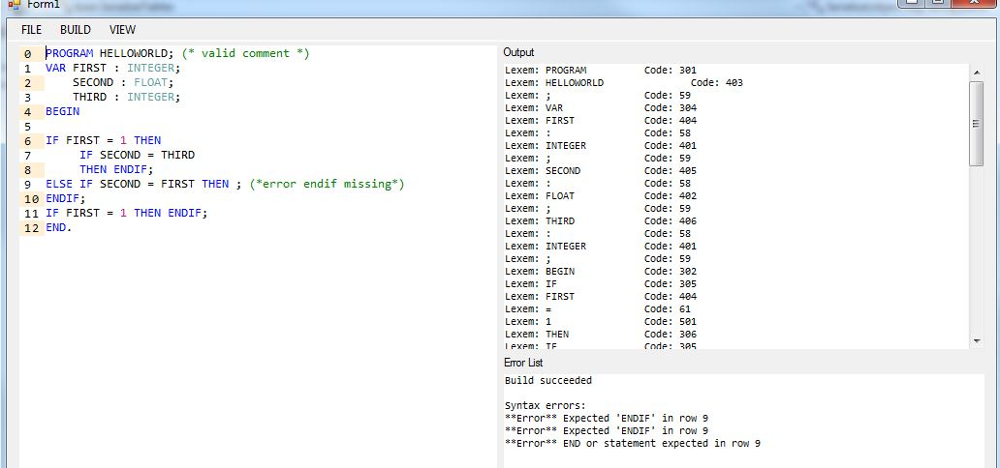 Form1
FILE BUILD VIEW
0 PROGRAM HELLOWORLD; (* valid comment *)
1 VAR FIRST : INTEGER;
2 SECOND : FLOAT;
3 THIRD : INTEGER;
4 BEGIN
5
6 IF FIRST = 1 THEN
7 IF SECOND = THIRD
8 THEN ENDIF;
9 ELSE IF SECOND = FIRST THEN ; (*error endif missing*)
10 ENDIF;
11 IF FIRST = 1 THEN ENDIF;
12 END.
Output
Lexem: PROGRAM Code: 301
Lexem: HELLOWORLD Code: 403
Lexem: ; Code: 59
Lexem: VAR Code: 304
Lexem: FIRST Code: 404
Lexem: : Code: 58
Lexem: INTEGER Code: 401
Lexem: ; Code: 59
Lexem: SECOND Code: 405
Lexem: : Code: 58
Lexem: FLOAT Code: 402
Lexem: ; Code: 59
Lexem: THIRD Code: 406
Lexem: : Code: 58
Lexem: INTEGER Code: 401
Lexem: ; Code: 59
Lexem: BEGIN Code: 302
Lexem: IF Code: 305
Lexem: FIRST Code: 404
Lexem: = Code: 61
Lexem: 1 Code: 501
Lexem: THEN Code: 306
Lexem: IF Code: 305
Error List
Build succeeded
Syntax errors:
**Error** Expected 'ENDIF' in row 9
**Error** Expected 'ENDIF' in row 9
**Error** END or statement expected in row 9